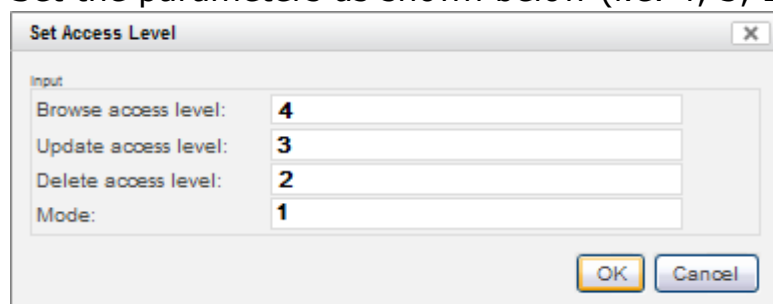 Set the parameters as shown below (i.e. 4, 3,
Set Access Level
Input
Browse access level: 4
Update access level: 3
Delete access level: 2
Mode: 1
OK Cancel